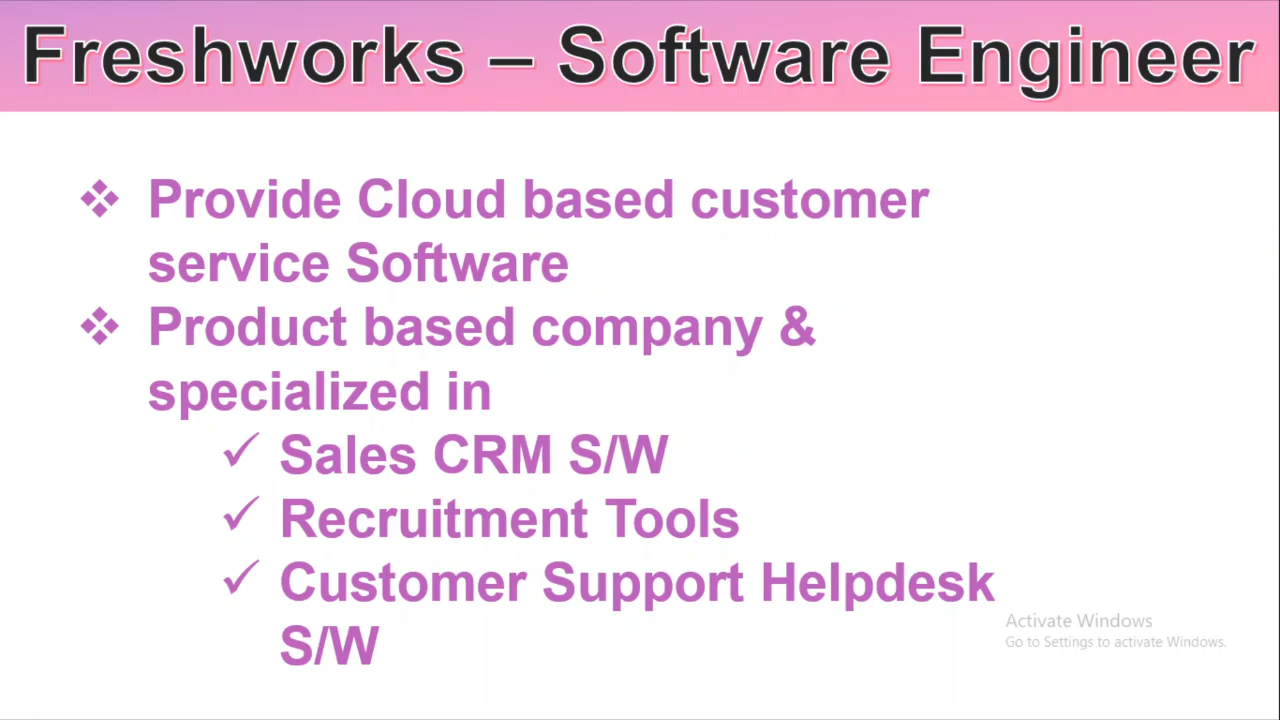 Freshworks – Software Engineer
❖ Provide Cloud based customer
service Software
❖ Product based company &
specialized in
✓ Sales CRM S/W
✓ Recruitment Tools
✓ Customer Support Helpdesk
S/W
Activate Windows
Go to Settings to activate Windows.